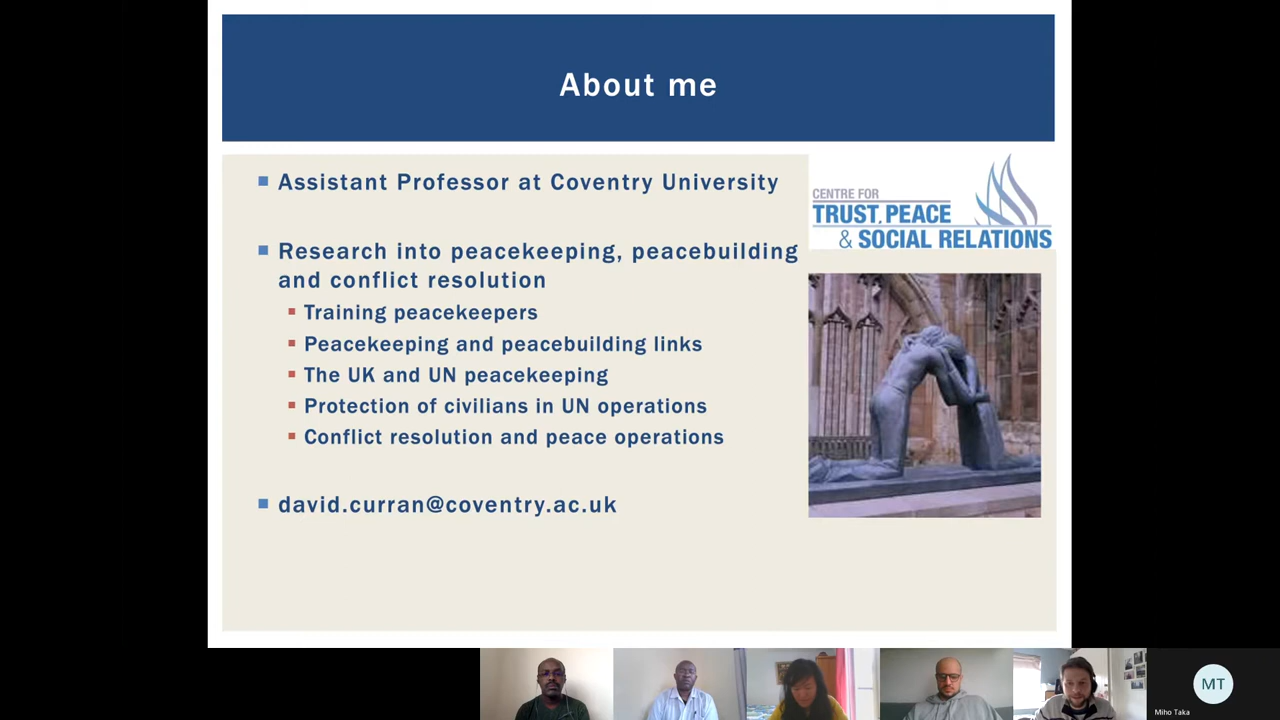 About me
Assistant Professor at Coventry University
Research into peacekeeping, peacebuilding
and conflict resolution
Training peacekeepers
Peacekeeping and peacebuilding links
The UK and UN peacekeeping
Protection of civilians in UN operations
Conflict resolution and peace operations
david.curran@coventry.ac.uk
CENTRE FOR
TRUST, PEACE
& SOCIAL RELATIONS
MT
Miho Taka